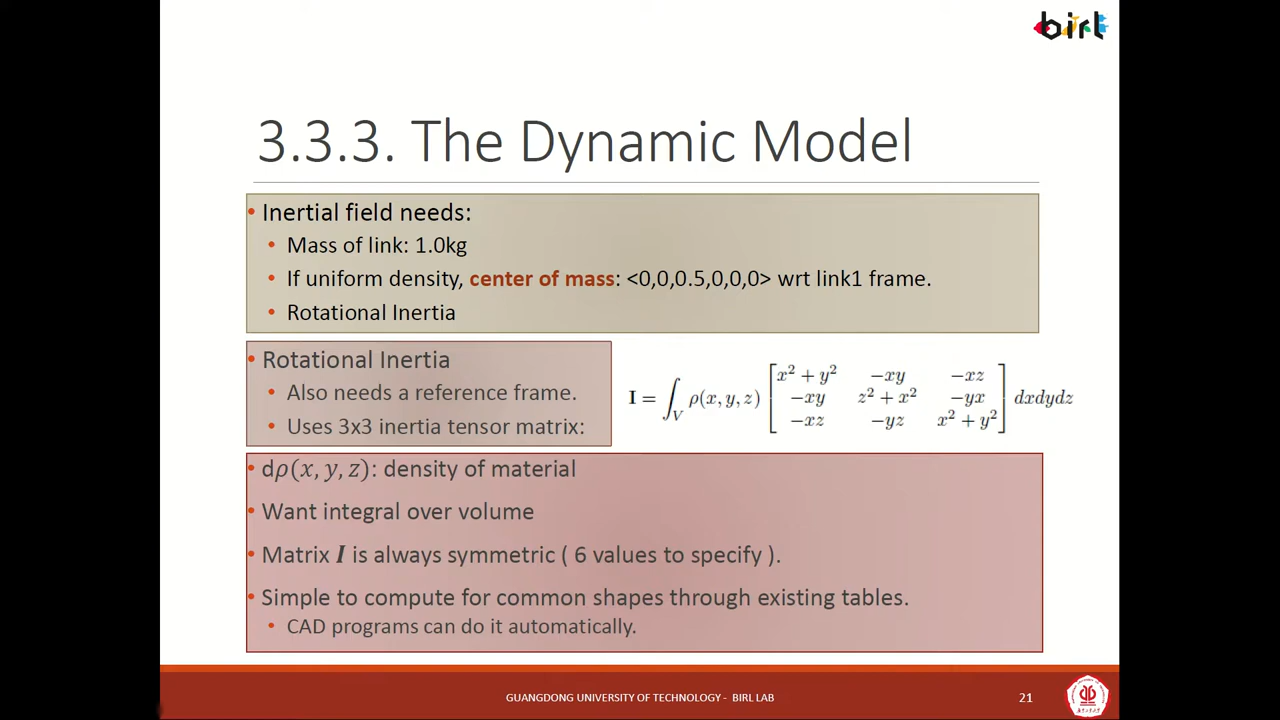 birl
3.3.3. The Dynamic Model
• Inertial field needs:
• Mass of link: 1.0kg
• If uniform density, center of mass: <0,0,0.5,0,0,0> wrt link1 frame.
• Rotational Inertia
• Rotational Inertia
• Also needs a reference frame.
• Uses 3x3 inertia tensor matrix:
I = ∫_V ρ(x, y, z) [ x² + y² −xy −xz
−xy z² + x² −yx
−xz −yz x² + y² ] dxdydz
• dρ(x, y, z): density of material
• Want integral over volume
• Matrix I is always symmetric ( 6 values to specify ).
• Simple to compute for common shapes through existing tables.
• CAD programs can do it automatically.
GUANGDONG UNIVERSITY OF TECHNOLOGY - BIRL LAB
21